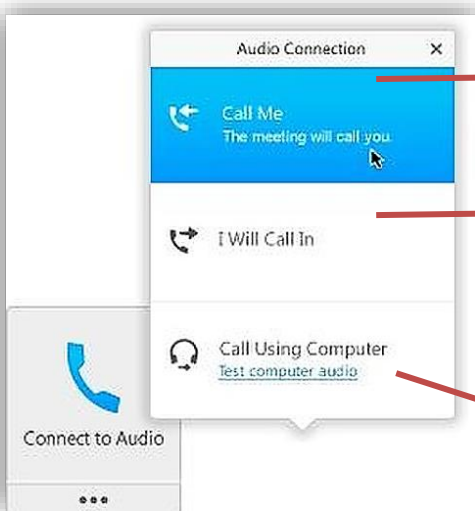 Audio Connection
Call Me
The meeting will call you.
I Will Call In
Call Using Computer
Test computer audio
Connect to Audio